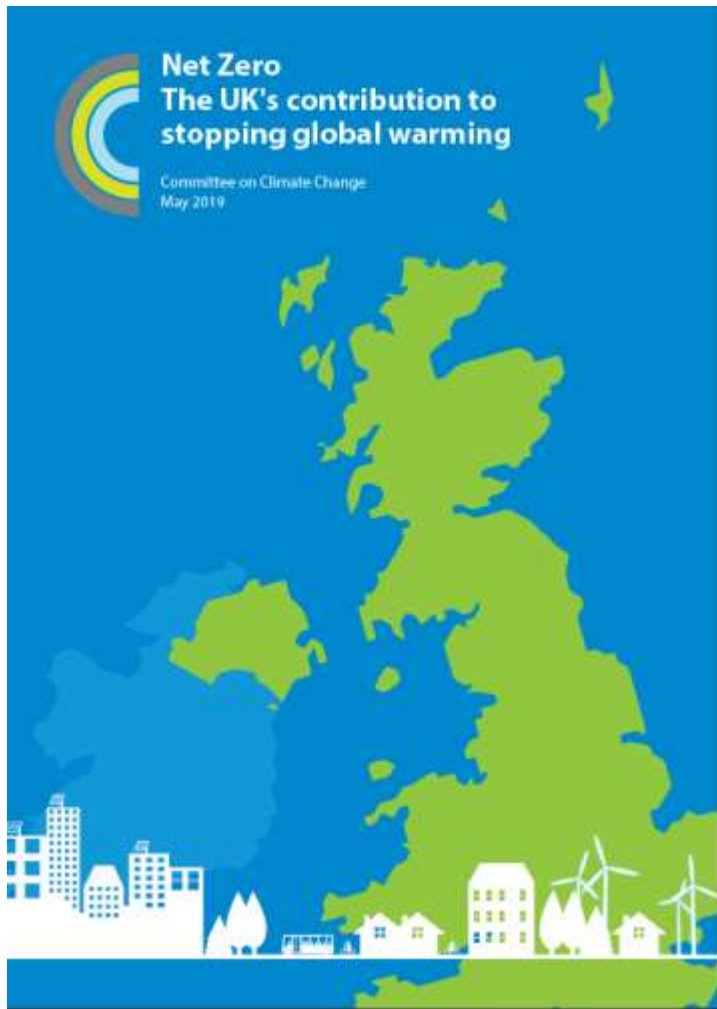 Net Zero
The UK's contribution to
stopping global warming
Committee on Climate Change
May 2019